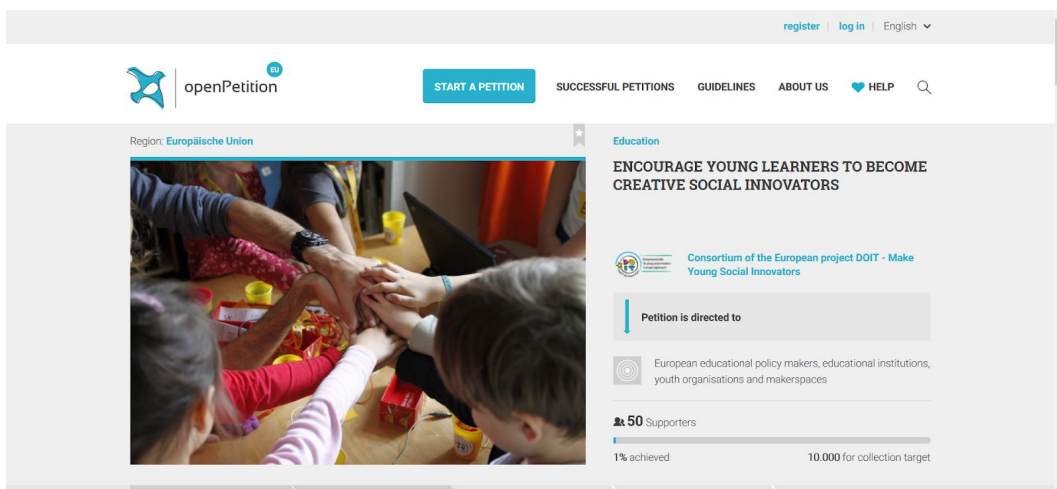 register | log in | English
openPetition EU
START A PETITION SUCCESSFUL PETITIONS GUIDELINES ABOUT US HELP
Region: Europäische Union
Education
ENCOURAGE YOUNG LEARNERS TO BECOME
CREATIVE SOCIAL INNOVATORS
Consortium of the European project DOIT - Make
Young Social Innovators
Petition is directed to
European educational policy makers, educational institutions,
youth organisations and makerspaces
50 Supporters
1% achieved 10.000 for collection target